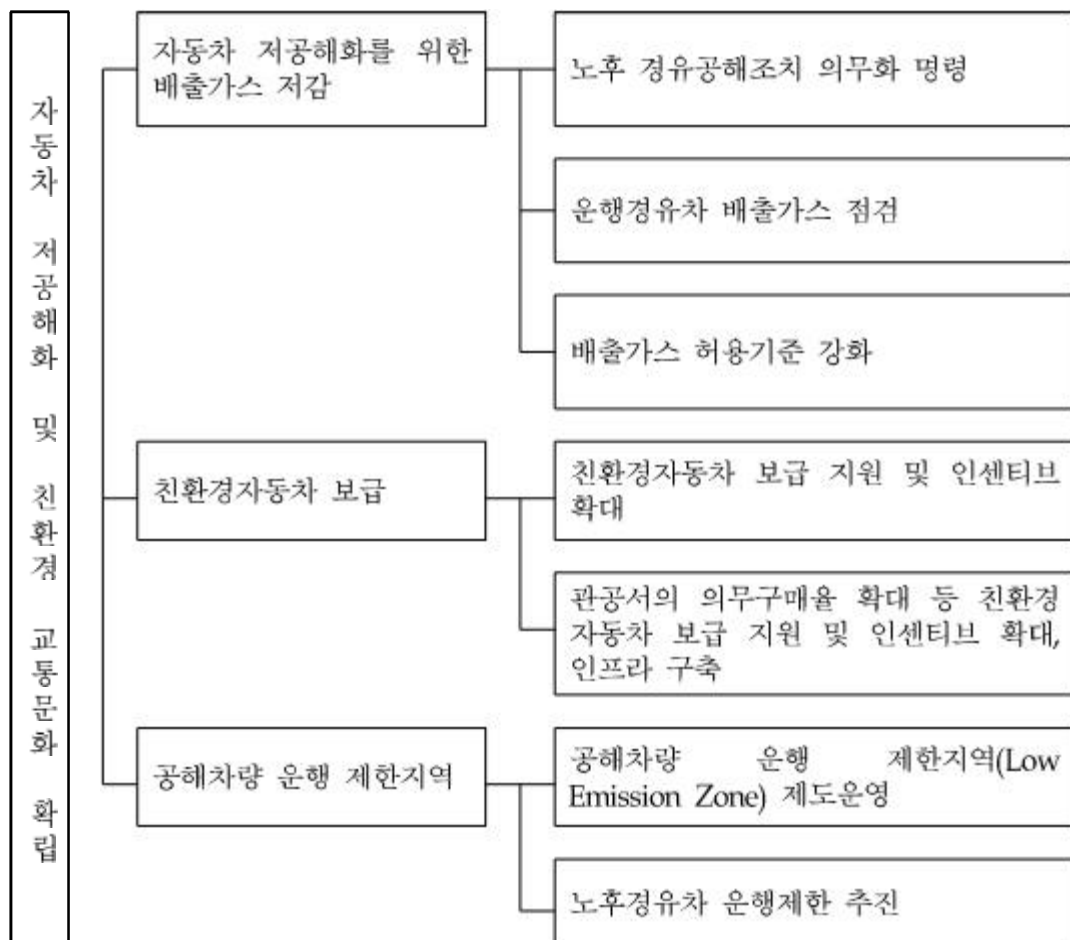 자동차 저공해화 및 친환경 교통문화 확립
자동차 저공해화를 위한
배출가스 저감
노후 경유공해조치 의무화 명령
운행경유차 배출가스 점검
배출가스 허용기준 강화
친환경자동차 보급
친환경자동차 보급 지원 및 인센티브
확대
관공서의 의무구매율 확대 등 친환경
자동차 보급 지원 및 인센티브 확대,
인프라 구축
공해차량 운행 제한지역
공해차량 운행 제한지역(Low
Emission Zone) 제도운영
노후경유차 운행제한 추진